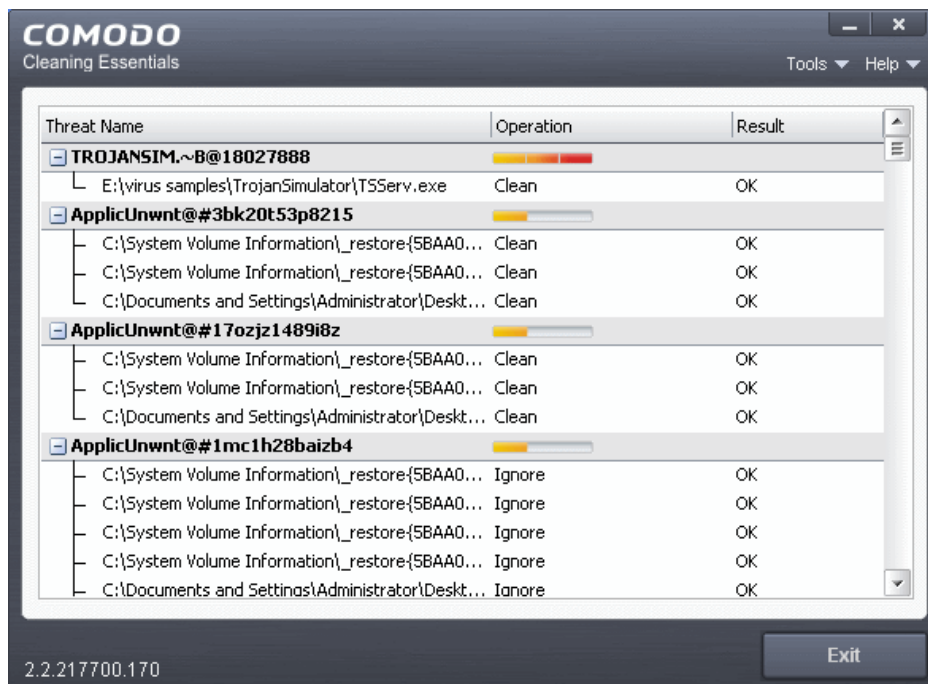 COMODO
Cleaning Essentials
Tools Help
Threat Name Operation Result
TROJANSIM.~B@18027888
E:\virus samples\TrojanSimulator\TSServ.exe Clean OK
ApplicUnwnt@#3bk20t53p8215
C:\System Volume Information\_restore{5BAA0... Clean OK
C:\System Volume Information\_restore{5BAA0... Clean OK
C:\Documents and Settings\Administrator\Deskt... Clean OK
ApplicUnwnt@#17ozjz1489i8z
C:\System Volume Information\_restore{5BAA0... Clean OK
C:\System Volume Information\_restore{5BAA0... Clean OK
C:\Documents and Settings\Administrator\Deskt... Clean OK
ApplicUnwnt@#1mc1h28baizb4
C:\System Volume Information\_restore{5BAA0... Ignore OK
C:\System Volume Information\_restore{5BAA0... Ignore OK
C:\System Volume Information\_restore{5BAA0... Ignore OK
C:\System Volume Information\_restore{5BAA0... Ignore OK
C:\Documents and Settings\Administrator\Deskt... Ignore OK
Exit
2.2.217700.170